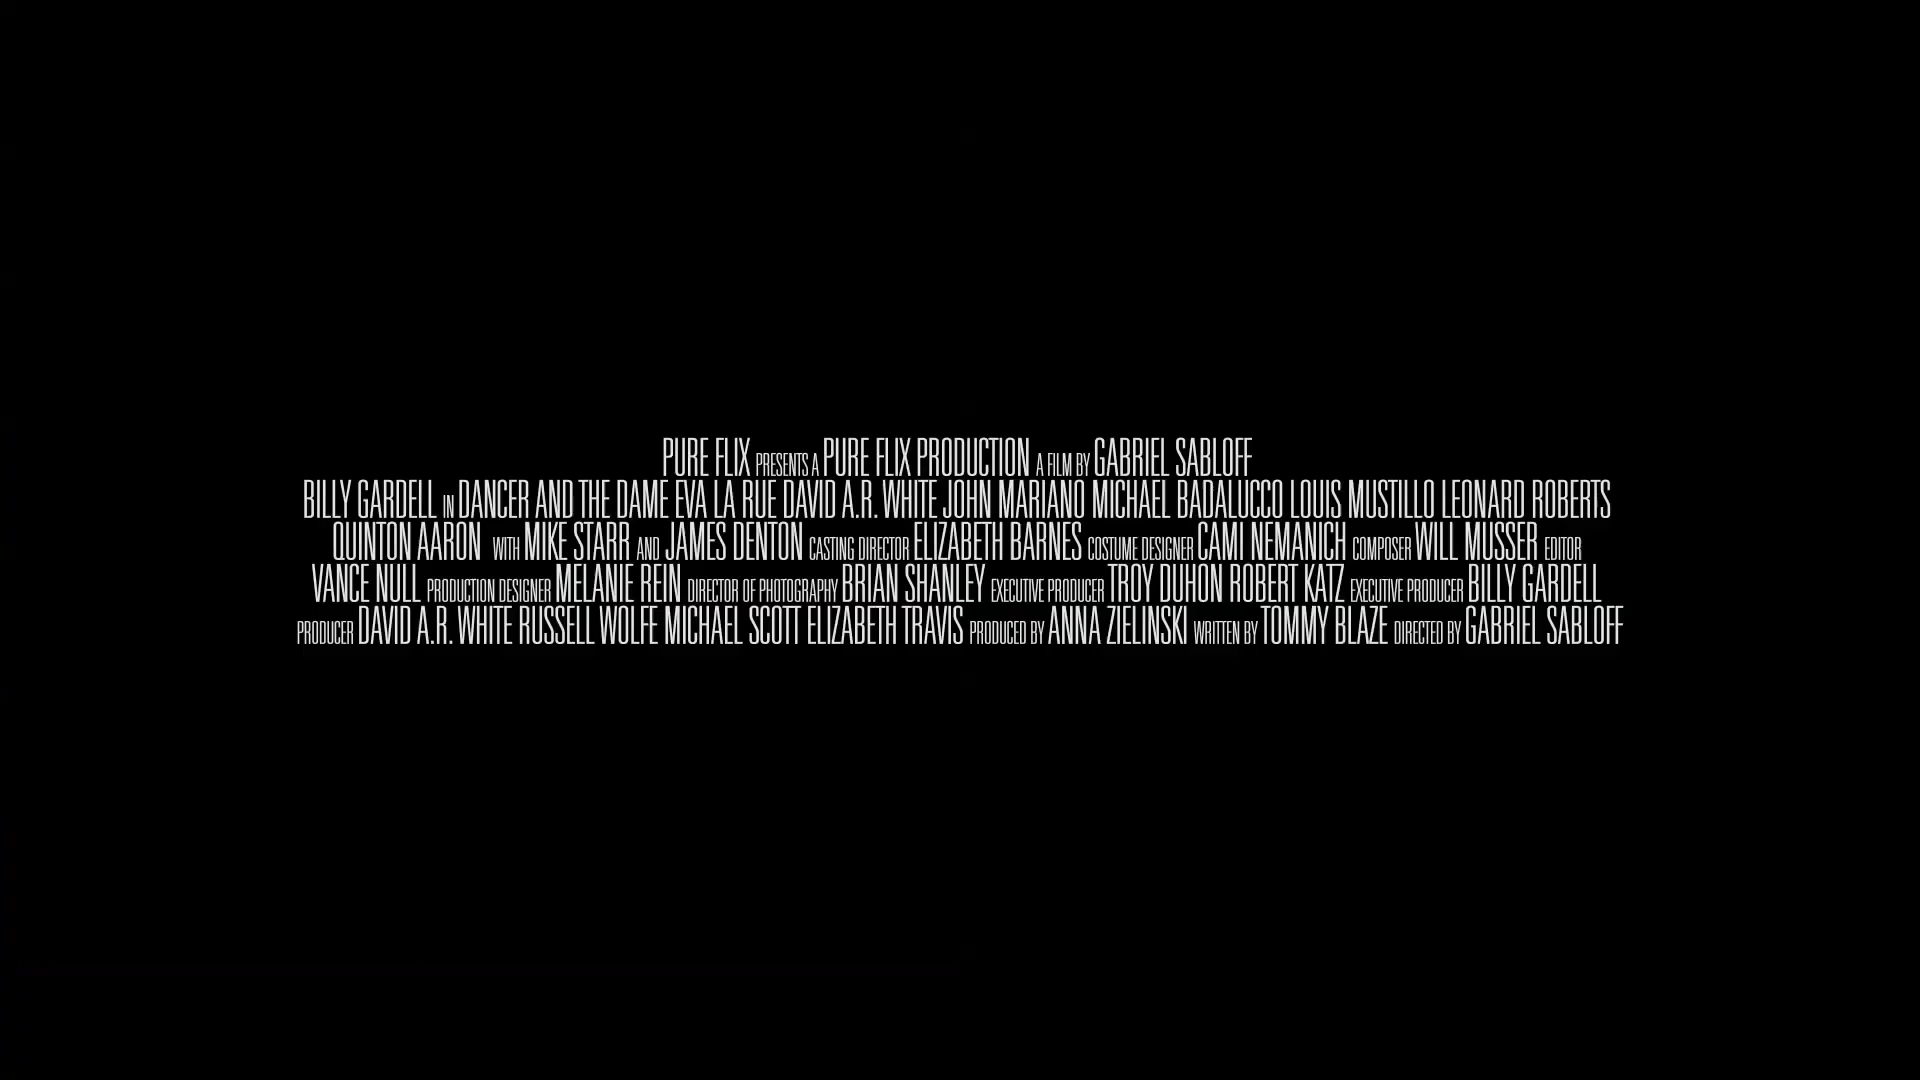 PURE FLIX PRESENTS A PURE FLIX PRODUCTION A FILM BY GABRIEL SABLOFF
BILLY GARDELL IN DANCER AND THE DAME EVA LA RUE DAVID A.R. WHITE JOHN MARIANO MICHAEL BADALUCCO LOUIS MUSTILLO LEONARD ROBERTS
QUINTON AARON WITH MIKE STARR AND JAMES DENTON CASTING DIRECTOR ELIZABETH BARNES COSTUME DESIGNER CAMI NEMANICH COMPOSER WILL MUSSER EDITOR
VANCE NULL PRODUCTION DESIGNER MELANIE REIN DIRECTOR OF PHOTOGRAPHY BRIAN SHANLEY EXECUTIVE PRODUCER TROY DUHON ROBERT KATZ EXECUTIVE PRODUCER BILLY GARDELL
PRODUCER DAVID A.R. WHITE RUSSELL WOLFE MICHAEL SCOTT ELIZABETH TRAVIS PRODUCED BY ANNA ZIELINSKI WRITTEN BY TOMMY BLAZE DIRECTED BY GABRIEL SABLOFF